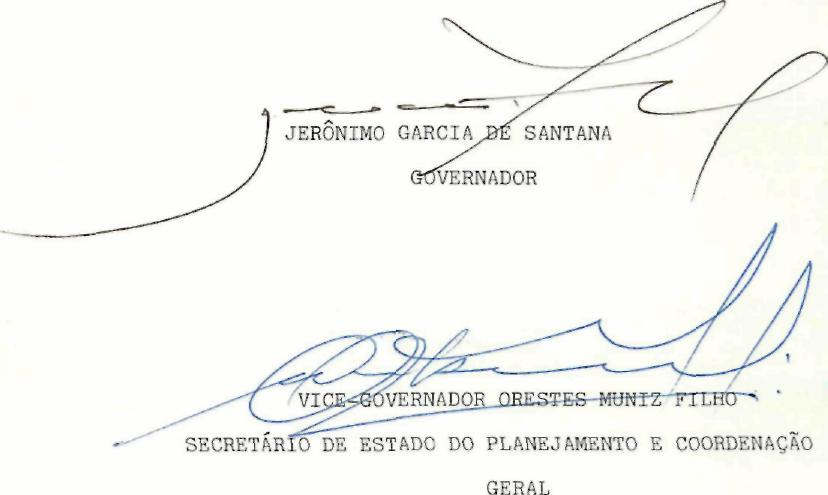 JERÔNIMO GARCIA DE SANTANA
GOVERNADOR
VICE-GOVERNADOR ORESTES MUNIZ FILHO
SECRETÁRIO DE ESTADO DO PLANEJAMENTO E COORDENAÇÃO
GERAL